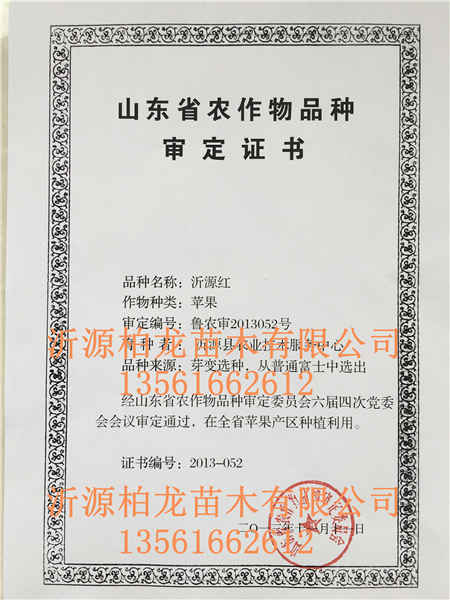 山东省农作物品种
审定证书
品种名称：沂源红
作物种类：苹果
审定编号：鲁农审2013052号
沂源柏龙苗木有限公司
育种者：沂源县农业技术服务中心
品种来源：芽变选种，从普通富士中选出
13561662612
经山东省农作物品种审定委员会六届四次党委
会会议审定通过，在全省苹果产区种植利用。
证书编号：2013-052
沂源柏龙苗木有限公司
13561662612